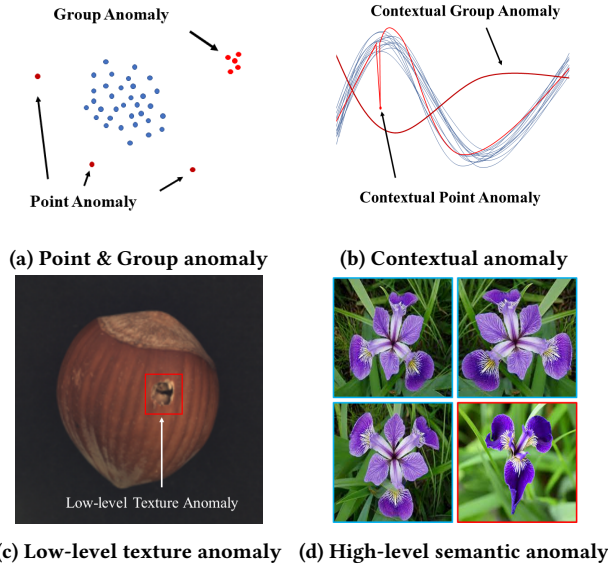 Group Anomaly
Point Anomaly
(a) Point & Group anomaly
Contextual Group Anomaly
Contextual Point Anomaly
(b) Contextual anomaly
Low-level Texture Anomaly
(c) Low-level texture anomaly
(d) High-level semantic anomaly